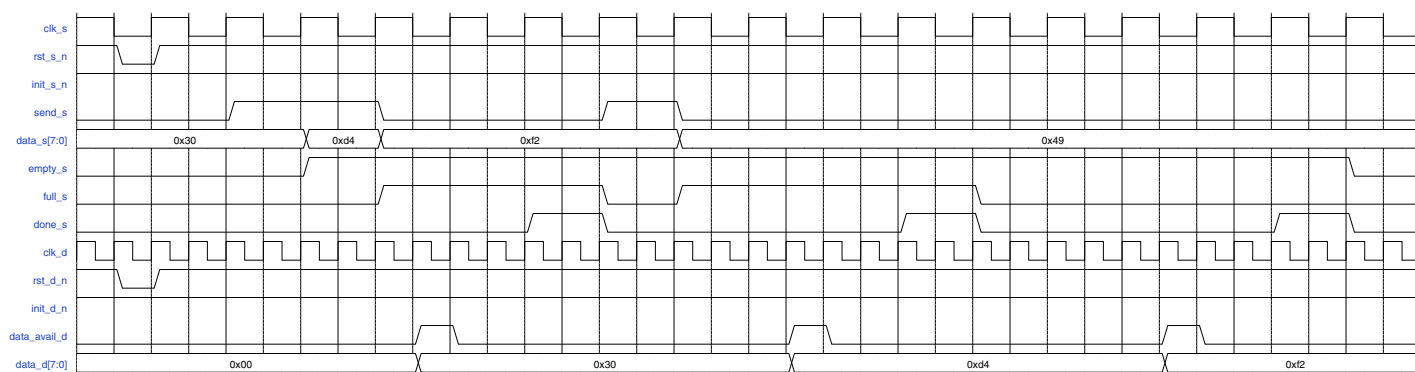 clk_s
rst_s_n
init_s_n
send_s
data_s[7:0] 0x30 0xd4 0xf2 0x49
empty_s
full_s
done_s
clk_d
rst_d_n
init_d_n
data_avail_d
data_d[7:0] 0x00 0x30 0xd4 0xf2